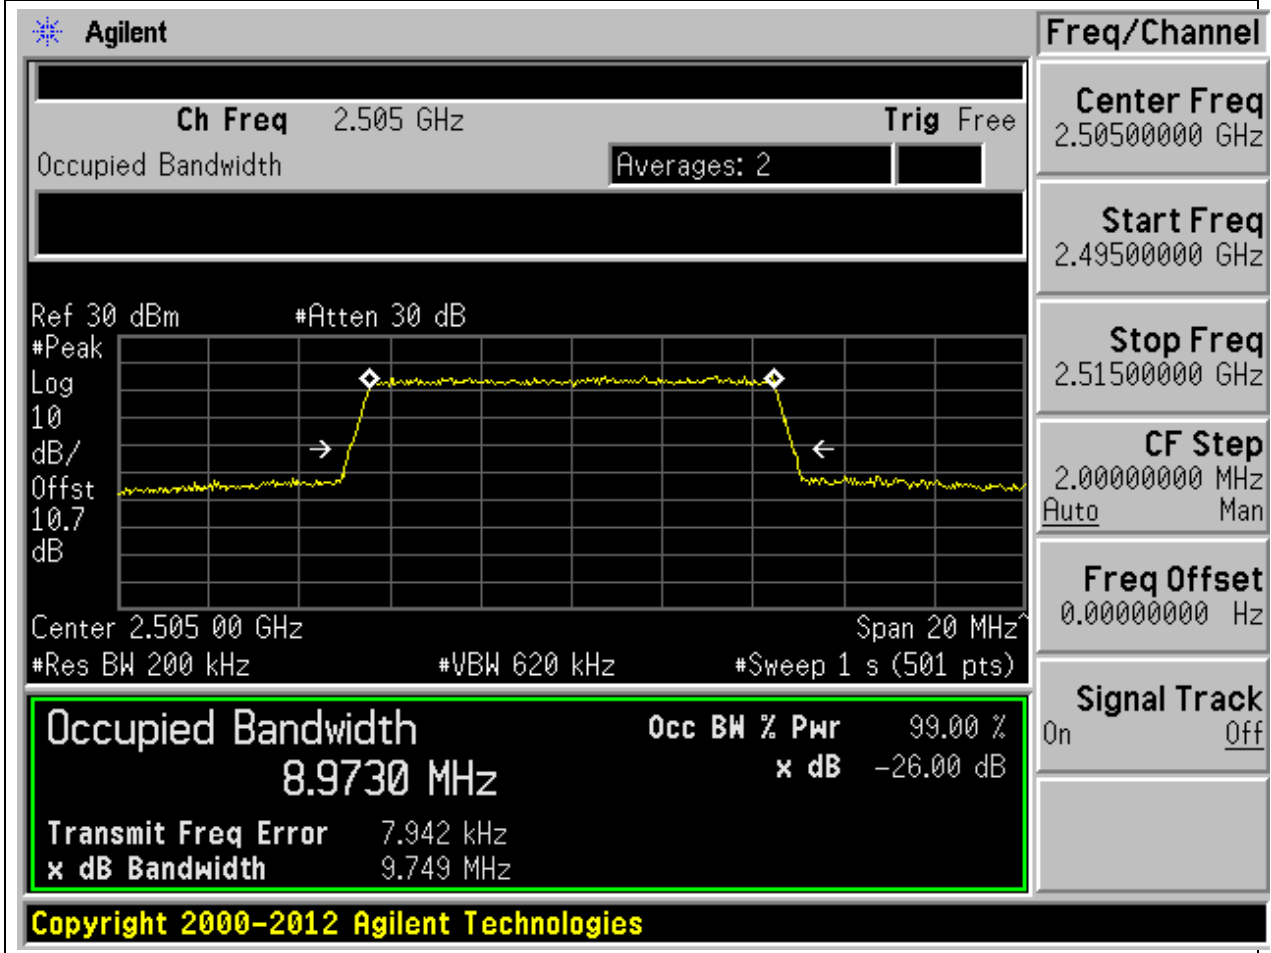 Agilent
Freq/Channel
Ch Freq 2.505 GHz Trig Free
Occupied Bandwidth Averages: 2
Center Freq
2.50500000 GHz
Start Freq
2.49500000 GHz
Stop Freq
2.51500000 GHz
CF Step
2.00000000 MHz
Auto Man
Freq Offset
0.00000000 Hz
Signal Track
On Off
Ref 30 dBm #Atten 30 dB
#Peak
Log
10
dB/
Offst
10.7
dB
Center 2.505 00 GHz Span 20 MHz^
#Res BW 200 kHz #VBW 620 kHz #Sweep 1 s (501 pts)
Occupied Bandwidth Occ BW % Pwr 99.00 %
8.9730 MHz x dB -26.00 dB
Transmit Freq Error 7.942 kHz
x dB Bandwidth 9.749 MHz
Copyright 2000-2012 Agilent Technologies